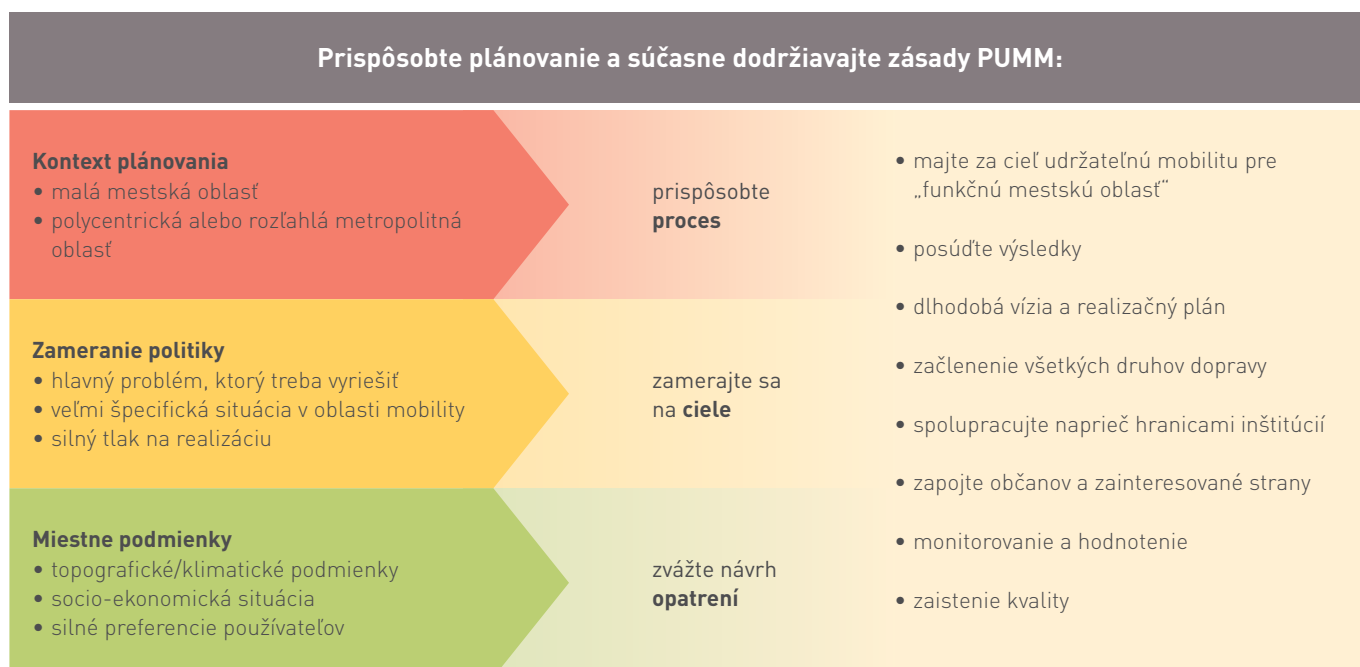 Prispôsobte plánovanie a súčasne dodržiavajte zásady PUMM:
Kontext plánovania
• malá mestská oblasť
• polycentrická alebo rozľahlá metropolitná
oblasť
prispôsobte
proces
Zameranie politiky
• hlavný problém, ktorý treba vyriešiť
• veľmi špecifická situácia v oblasti mobility
• silný tlak na realizáciu
zamerajte sa
na ciele
Miestne podmienky
• topografické/klimatické podmienky
• socio-ekonomická situácia
• silné preferencie používateľov
zvážte návrh
opatrení
• majte za cieľ udržateľnú mobilitu pre
„funkčnú mestskú oblasť“
• posúďte výsledky
• dlhodobá vízia a realizačný plán
• začlenenie všetkých druhov dopravy
• spolupracujte naprieč hranicami inštitúcií
• zapojte občanov a zainteresované strany
• monitorovanie a hodnotenie
• zaistenie kvality